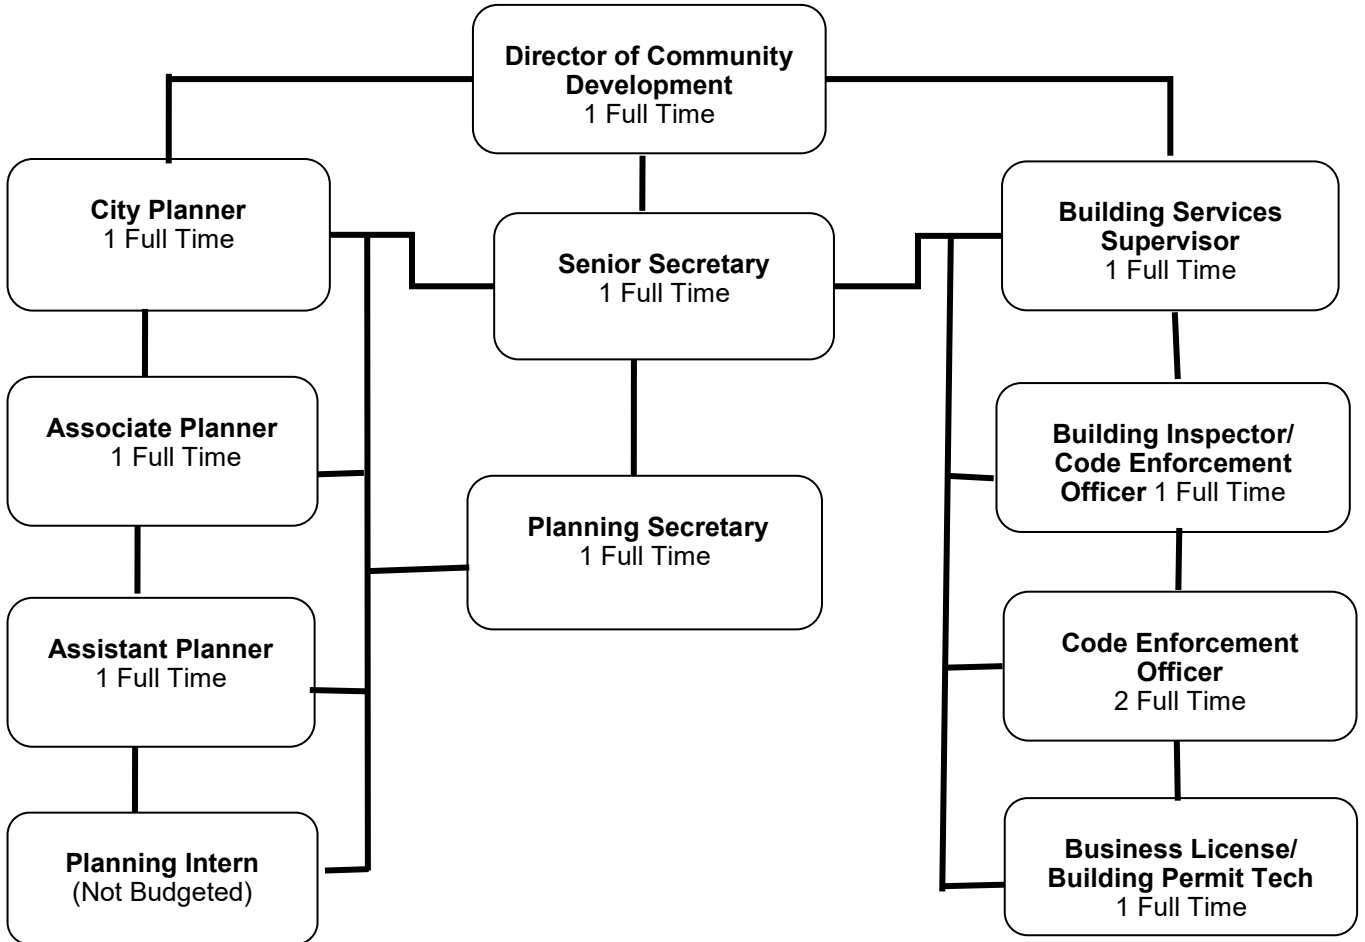 Director of Community
Development
1 Full Time
City Planner
1 Full Time
Senior Secretary
1 Full Time
Building Services
Supervisor
1 Full Time
Associate Planner
1 Full Time
Planning Secretary
1 Full Time
Building Inspector/
Code Enforcement
Officer 1 Full Time
Assistant Planner
1 Full Time
Code Enforcement
Officer
2 Full Time
Planning Intern
(Not Budgeted)
Business License/
Building Permit Tech
1 Full Time